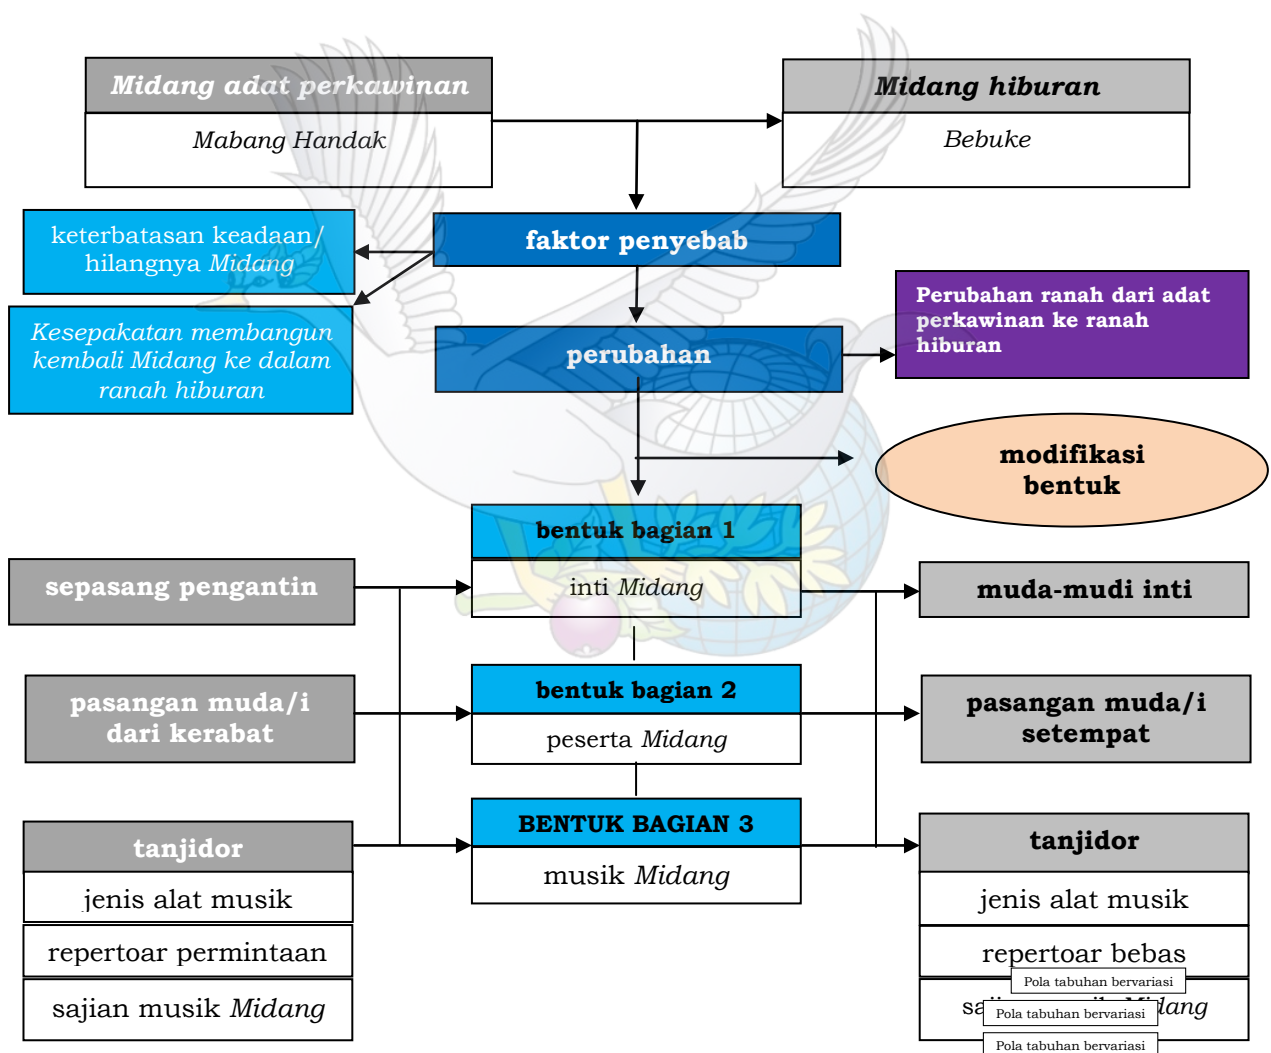 Midang adat perkawinan
Mabang Handak
Midang hiburan
Bebuke
keterbatasan keadaan/
hilangnya Midang
faktor penyebab
Kesepakatan membangun
kembali Midang ke dalam
ranah hiburan
perubahan
Perubahan ranah dari adat
perkawinan ke ranah
hiburan
modifikasi
bentuk
bentuk bagian 1
inti Midang
sepasang pengantin
muda-mudi inti
bentuk bagian 2
peserta Midang
pasangan muda/i
dari kerabat
pasangan muda/i
setempat
BENTUK BAGIAN 3
musik Midang
tanjidor
jenis alat musik
repertoar permintaan
sajian musik Midang
tanjidor
jenis alat musik
repertoar bebas
Pola tabuhan bervariasi
Pola tabuhan bervariasi
Pola tabuhan bervariasi